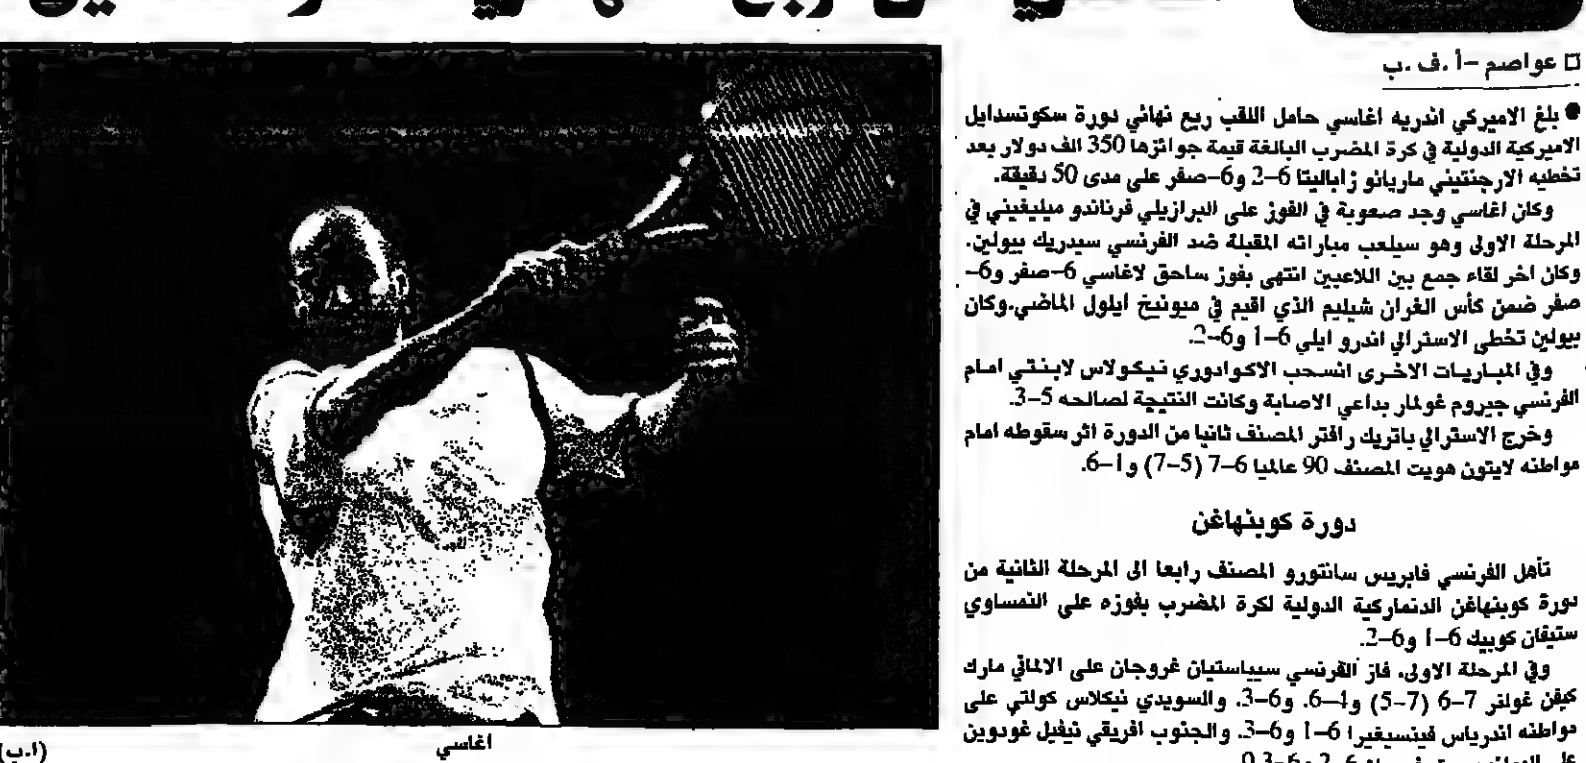 عواصم –أ.ف.ب
● بلغ الاميركي اندريه اغاسي حامل اللقب ربع نهائي دورة سكوتسدايل
الاميركية الدولية في كرة المضرب البالغة قيمة جوائزها 350 الف دولار بعد
تخطيه الارجنتيني ماريانو زاباليتا 6–2 و6–صفر على مدى 50 دقيقة.
وكان اغاسي وجد صعوبة في الفوز على البرازيلي فرناندو ميليغيني في
المرحلة الاولى وهو سيلعب مباراته المقبلة ضد الفرنسي سيدريك بيولين.
وكان اخر لقاء جمع بين اللاعبين انتهى بفوز ساحق لاغاسي 6–صفر و6–
صفر ضمن كأس الغران شيليم الذي اقيم في ميونيخ ايلول الماضي.وكان
بيولين تخطى الاسترالي اندرو ايلي 6–1 و6–2.
وفي المباريات الاخرى انسحب الاكوادوري نيكولاس لابنتي امام
الفرنسي جيروم غولمار بداعي الاصابة وكانت النتيجة لصالحه 5–3.
وخرج الاسترالي باتريك رافتر المصنف ثانيا من الدورة اثر سقوطه امام
مواطنه لايتون هويت المصنف 90 عالميا 6–7 (5–7) و1–6.
دورة كوبنهاغن
تأهل الفرنسي فابريس سانتورو المصنف رابعا الى المرحلة الثانية من
دورة كوبنهاغن الدنماركية الدولية لكرة المضرب بفوزه على النمساوي
ستيفان كوبيك 6–1 و6–2.
وفي المرحلة الاولى، فاز الفرنسي سيباستيان غروجان على الالماني مارك
كيفن غولنر 7–6 (7–5) و4–6. و6–3. والسويدي نيكلاس كولتي على
مواطنه اندرياس فينسيغيرا 6–1 و6–3. والجنوب افريقي نيفيل غودوين
اغاسي
(ا.ب)